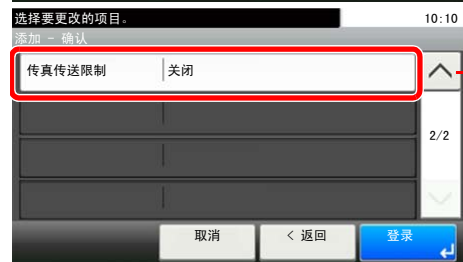 选择要更改的项目。 10:10
添加 - 确认
传真传送限制 关闭
2/2
取消 < 返回 登录